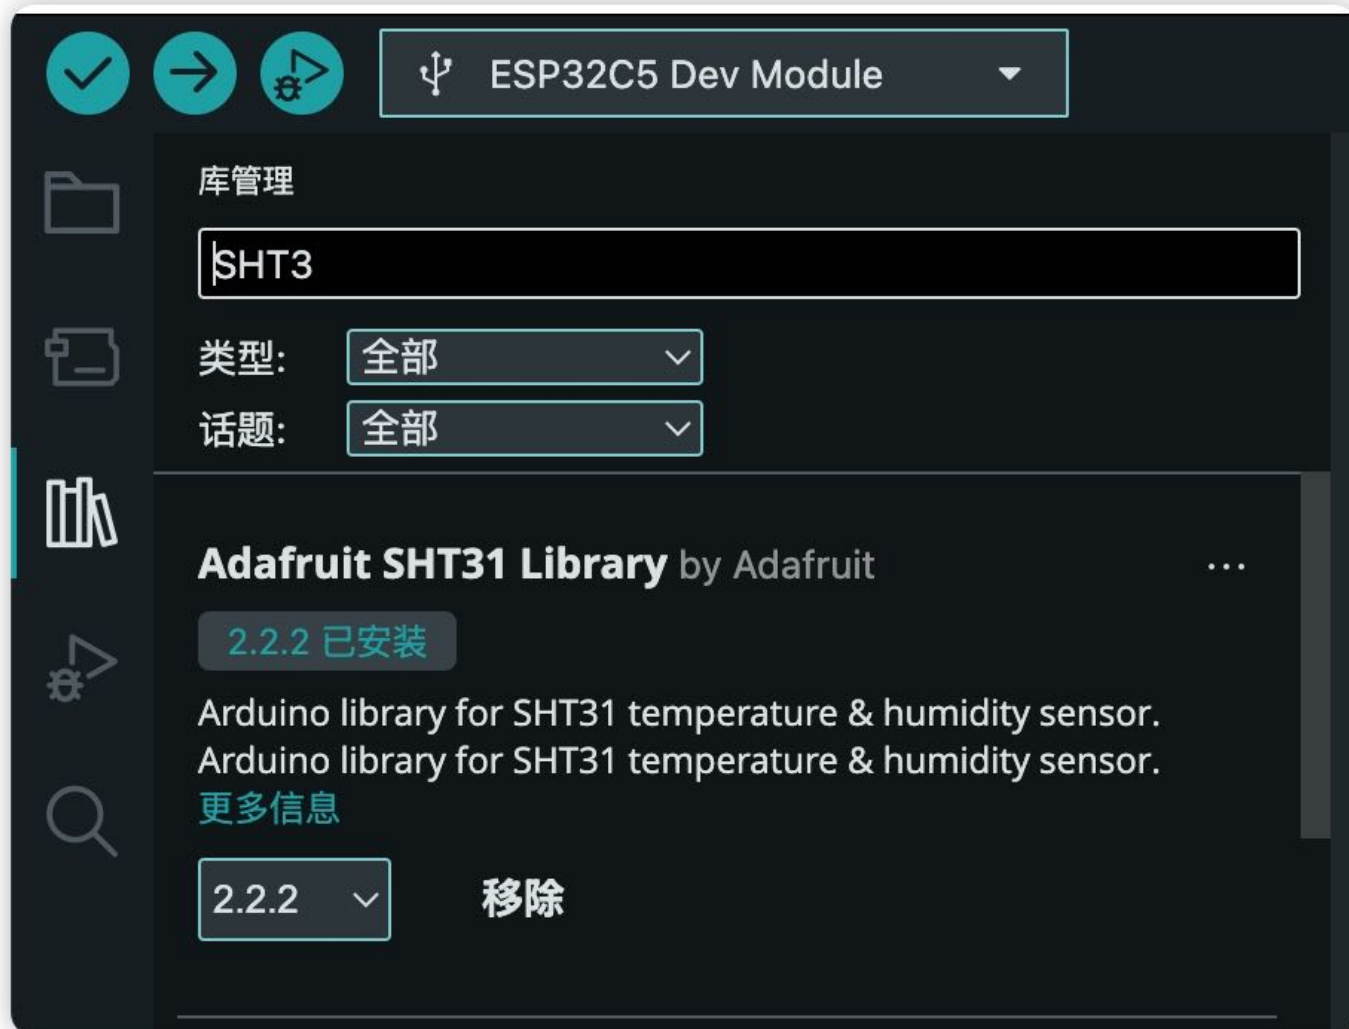 ESP32C5 Dev Module
库管理
SHT3
类型: 全部
话题: 全部
Adafruit SHT31 Library by Adafruit
2.2.2 已安装
Arduino library for SHT31 temperature & humidity sensor.
Arduino library for SHT31 temperature & humidity sensor.
更多信息
2.2.2 移除